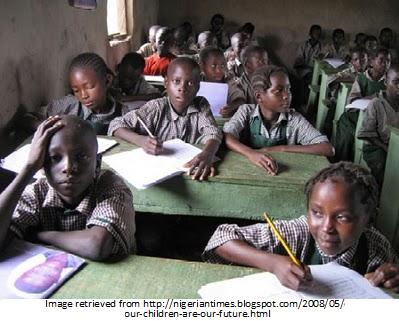 Image retrieved from http://nigeriantimes.blogspot.com/2008/05/-
our-children-are-our-future.html